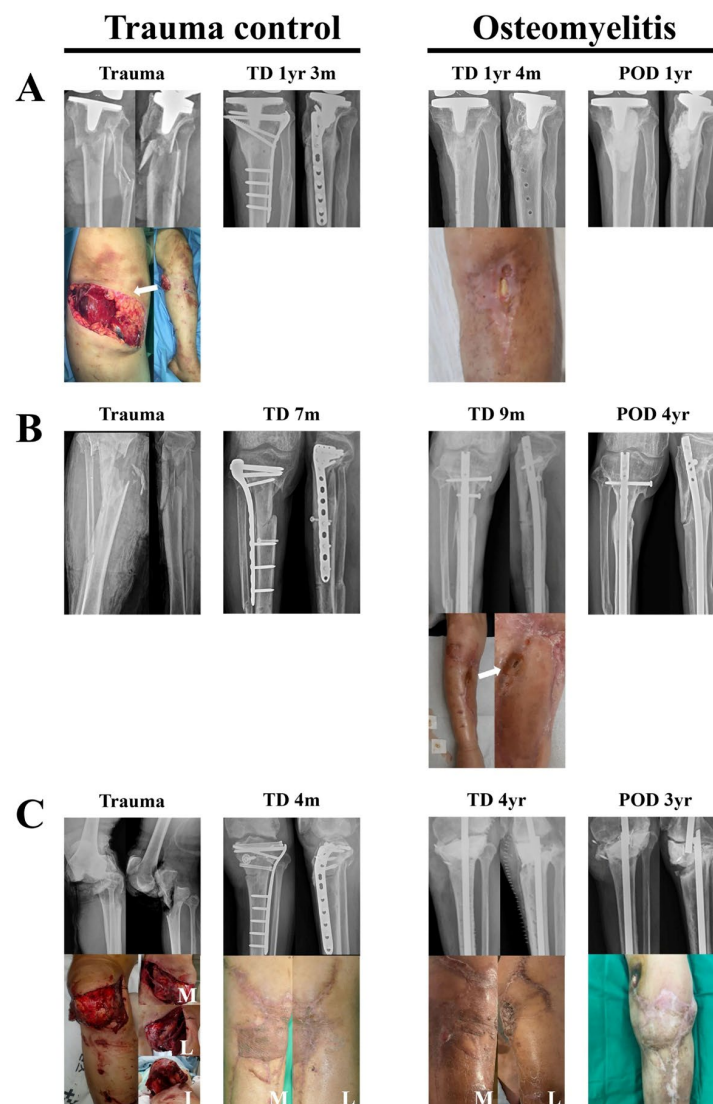 Trauma control
Osteomyelitis
A
Trauma
TD 1yr 3m
TD 1yr 4m
POD 1yr
B
Trauma
TD 7m
TD 9m
POD 4yr
C
Trauma
TD 4m
TD 4yr
POD 3yr
M
L
M
L
M
L